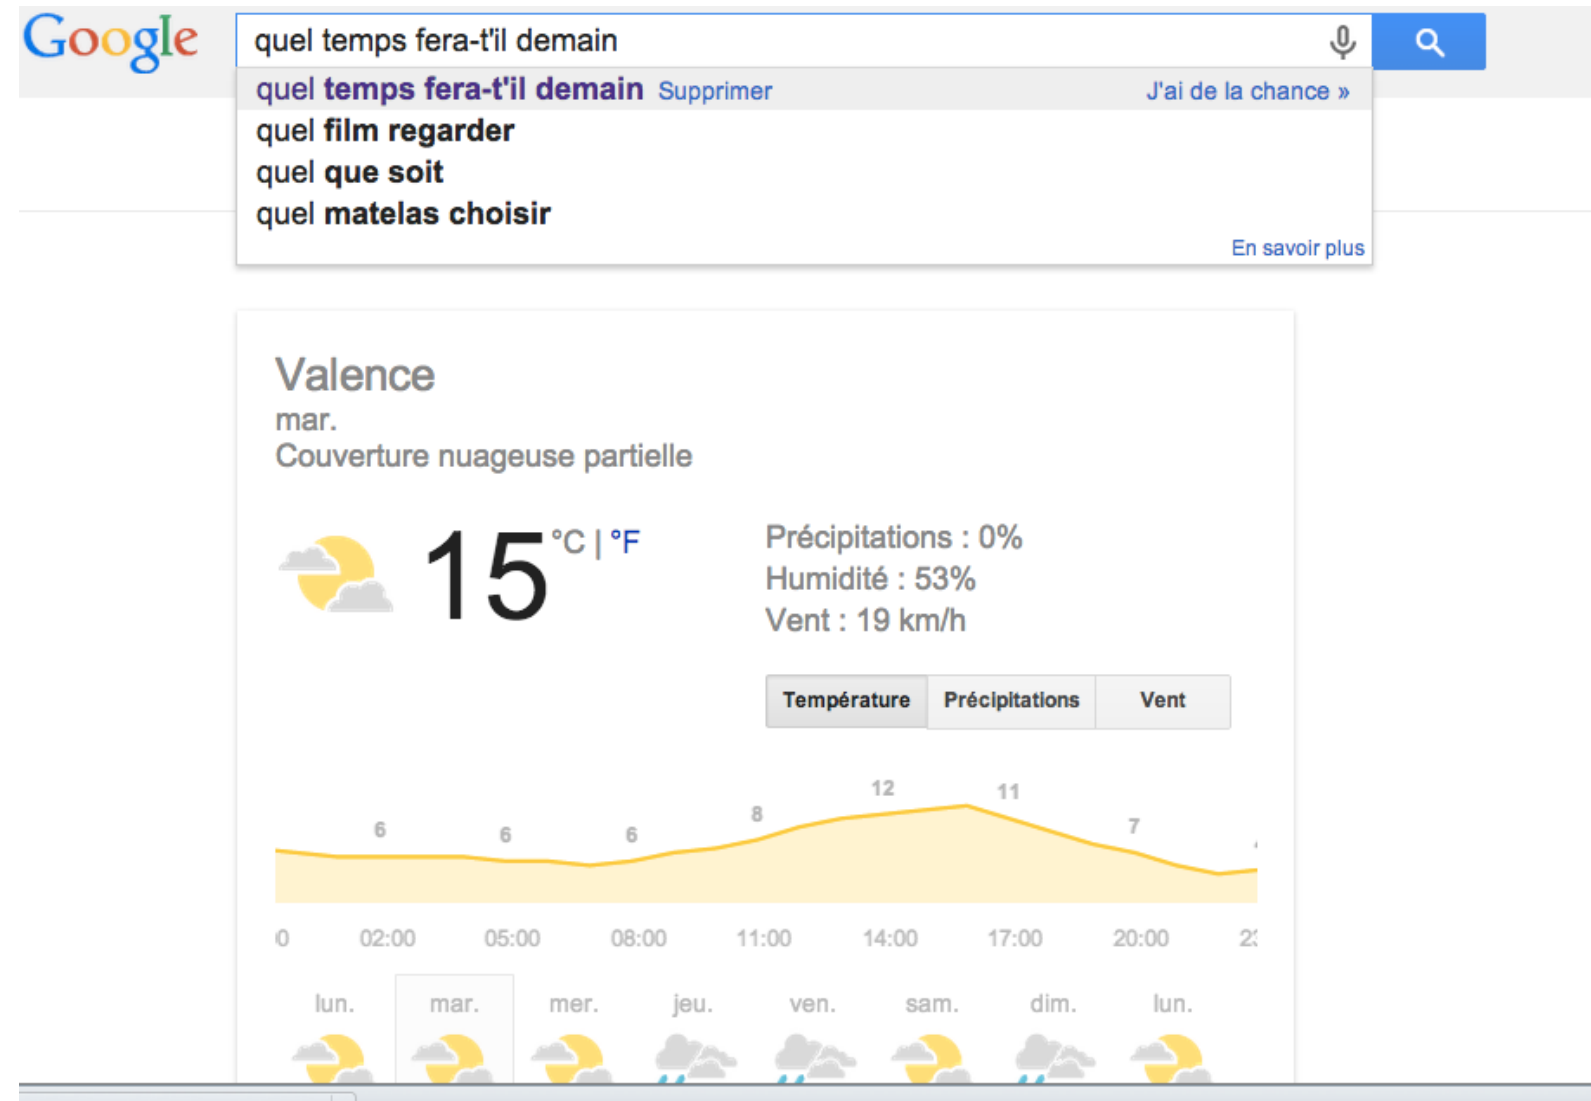 Google
quel temps fera-t'il demain
quel temps fera-t'il demain Supprimer J'ai de la chance »
quel film regarder
quel que soit
quel matelas choisir
En savoir plus
Valence
mar.
Couverture nuageuse partielle
15 °C | °F
Précipitations : 0%
Humidité : 53%
Vent : 19 km/h
Température Précipitations Vent
6 6 6 8 12 11 7
02:00 05:00 08:00 11:00 14:00 17:00 20:00
lun. mar. mer. jeu. ven. sam. dim. lun.